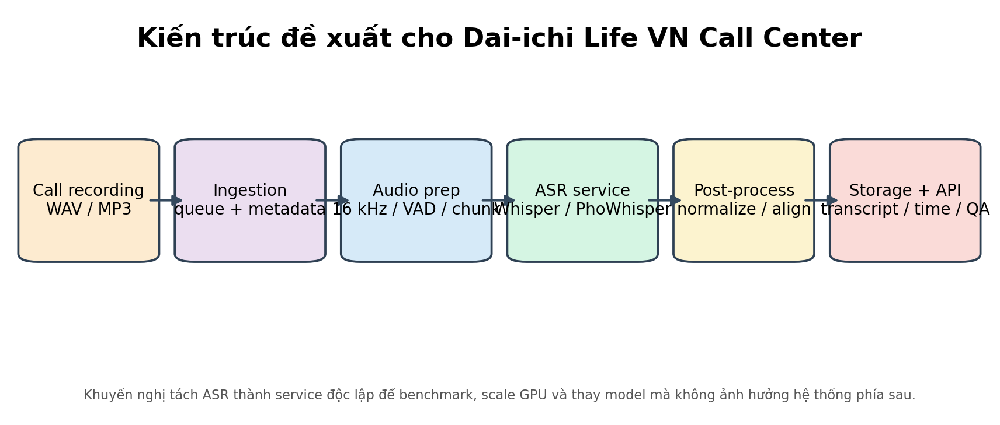 Kiến trúc đề xuất cho Dai-ichi Life VN Call Center
Call recording
WAV / MP3
Ingestion
queue + metadata
Audio prep
16 kHz / VAD / chunk
ASR service
Whisper / PhoWhisper
Post-process
normalize / align
Storage + API
transcript / time / QA
Khuyến nghị tách ASR thành service độc lập để benchmark, scale GPU và thay model mà không ảnh hưởng hệ thống phía sau.